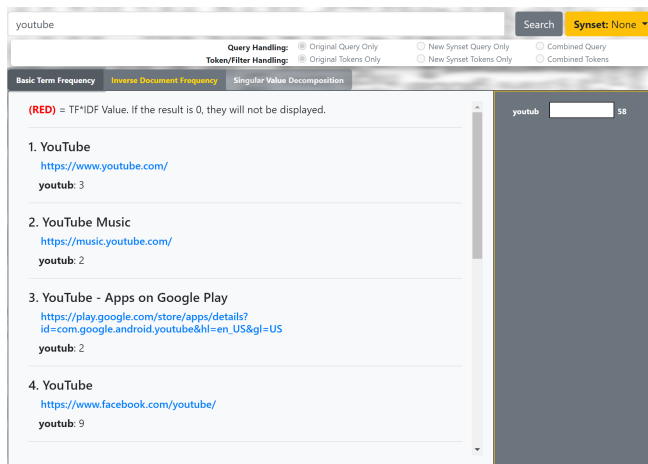 youtube
Search
Synset: None
Query Handling: Original Query Only New Synset Query Only Combined Query
Token/Filter Handling: Original Tokens Only New Synset Tokens Only Combined Tokens
Basic Term Frequency Inverse Document Frequency Singular Value Decomposition
(RED) = TF*IDF Value. If the result is 0, they will not be displayed.
youtub 58
1. YouTube
https://www.youtube.com/
youtub: 3
2. YouTube Music
https://music.youtube.com/
youtub: 2
3. YouTube - Apps on Google Play
https://play.google.com/store/apps/details?
id=com.google.android.youtube&hl=en_US&gl=US
youtub: 2
4. YouTube
https://www.facebook.com/youtube/
youtub: 9